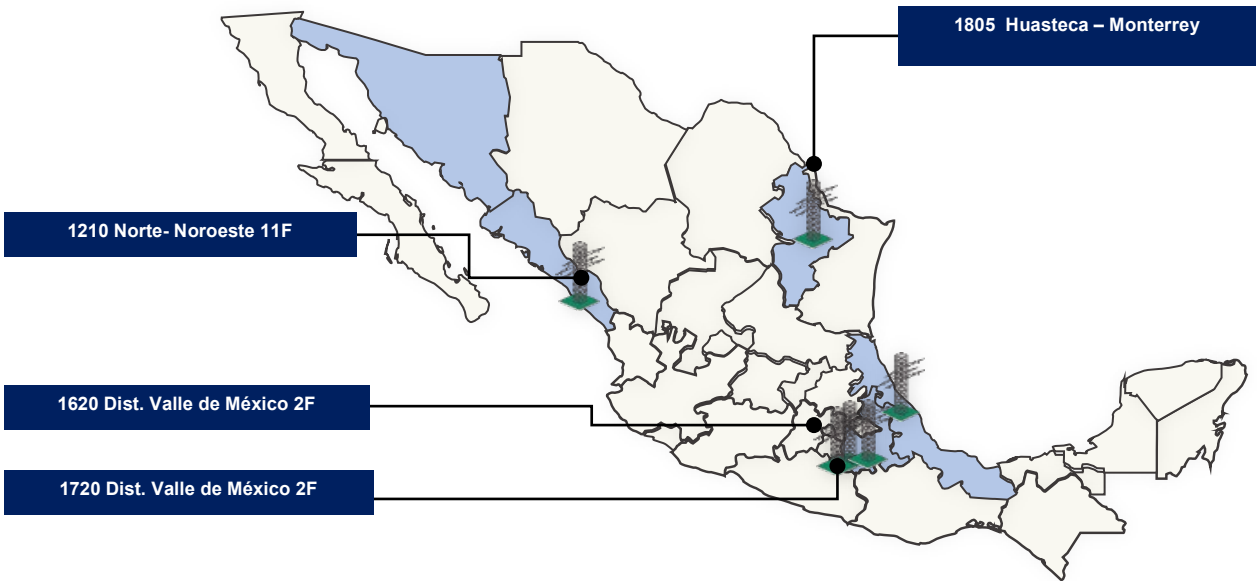 1805 Huasteca – Monterrey
1210 Norte- Noroeste 11F
1620 Dist. Valle de México 2F
1720 Dist. Valle de México 2F